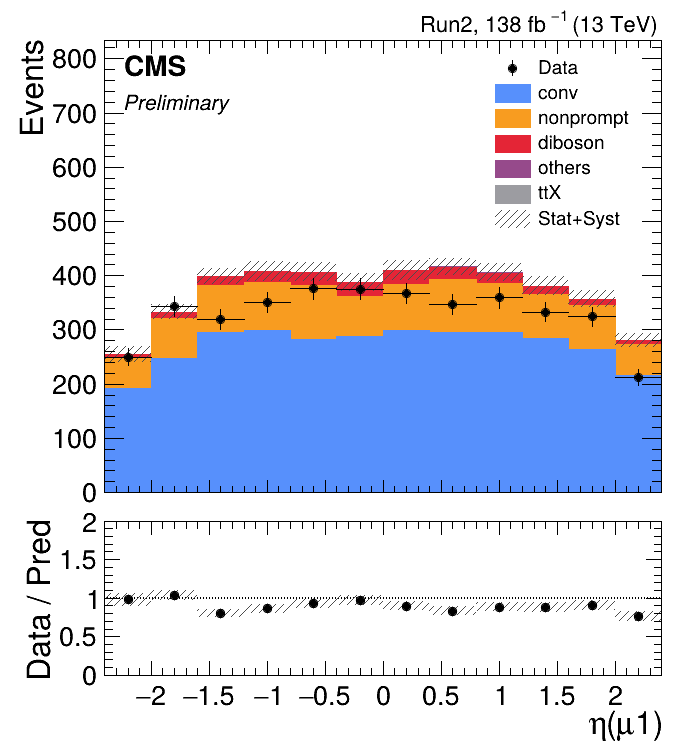 Run2, 138 fb⁻¹ (13 TeV)
Events
800
700
600
500
400
300
200
100
0
CMS
Preliminary
Data
conv
nonprompt
diboson
others
ttX
Stat+Syst
Data / Pred
2
1.5
1
0.5
0
−2 −1.5 −1 −0.5 0 0.5 1 1.5 2
η(μ1)